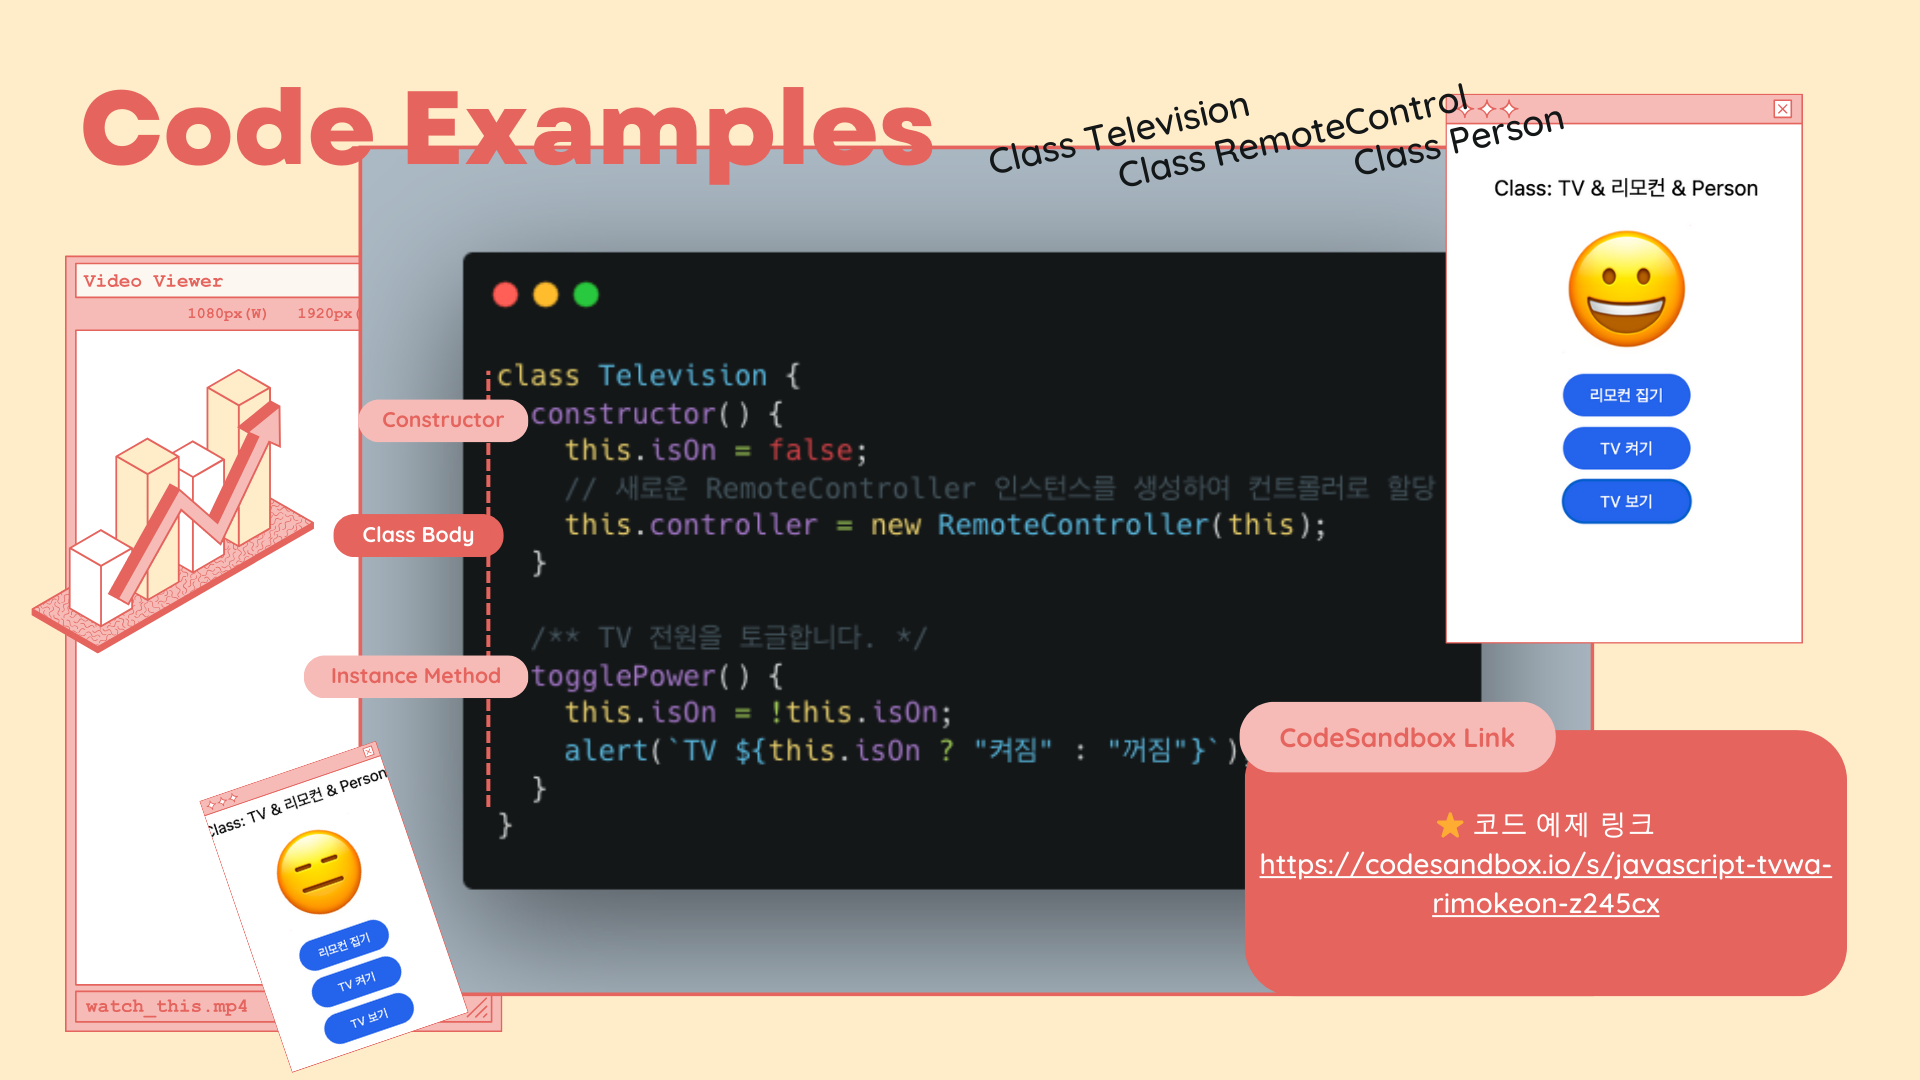 Code Examples
Class Television
Class RemoteControl
Class Person
Class: TV & 리모컨 & Person
리모컨 집기
TV 켜기
TV 보기
Video Viewer
1080px(W) 1920px(
class Television {
Constructor
constructor() {
this.isOn = false;
// 새로운 RemoteController 인스턴스를 생성하여 컨트롤러로 할당
Class Body
this.controller = new RemoteController(this);
}
/** TV 전원을 토글합니다. */
Instance Method
togglePower() {
this.isOn = !this.isOn;
alert(`TV ${this.isOn ? "켜짐" : "꺼짐"}`)
}
}
CodeSandbox Link
⭐ 코드 예제 링크
https://codesandbox.io/s/javascript-tvwa-
rimokeon-z245cx
Class: TV & 리모컨 & Person
리모컨 집기
TV 켜기
TV 보기
watch_this.mp4